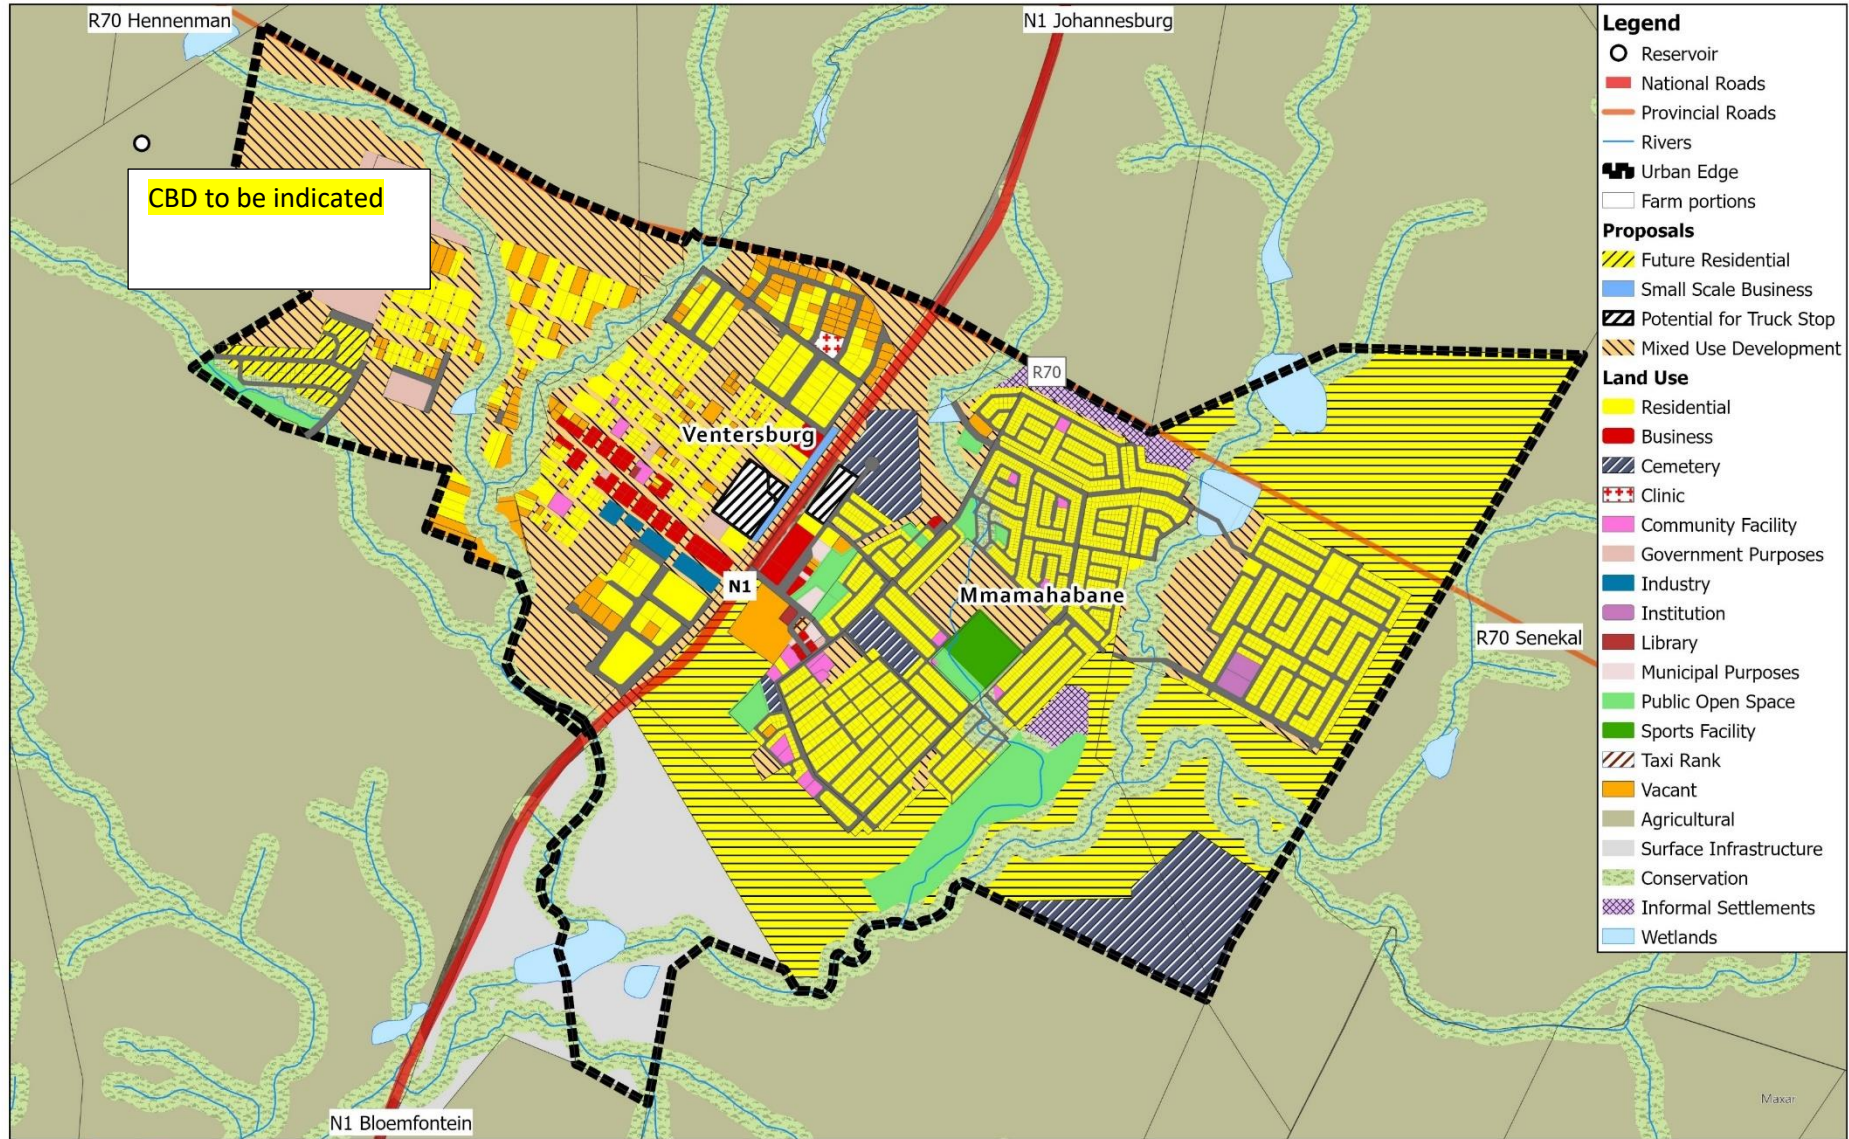 R70 Hennenman
N1 Johannesburg
CBD to be indicated
R70
Ventersburg
N1
Mmamahabane
R70 Senekal
N1 Bloemfontein
Maxar
Legend
Reservoir
National Roads
Provincial Roads
Rivers
Urban Edge
Farm portions
Proposals
Future Residential
Small Scale Business
Potential for Truck Stop
Mixed Use Development
Land Use
Residential
Business
Cemetery
Clinic
Community Facility
Government Purposes
Industry
Institution
Library
Municipal Purposes
Public Open Space
Sports Facility
Taxi Rank
Vacant
Agricultural
Surface Infrastructure
Conservation
Informal Settlements
Wetlands